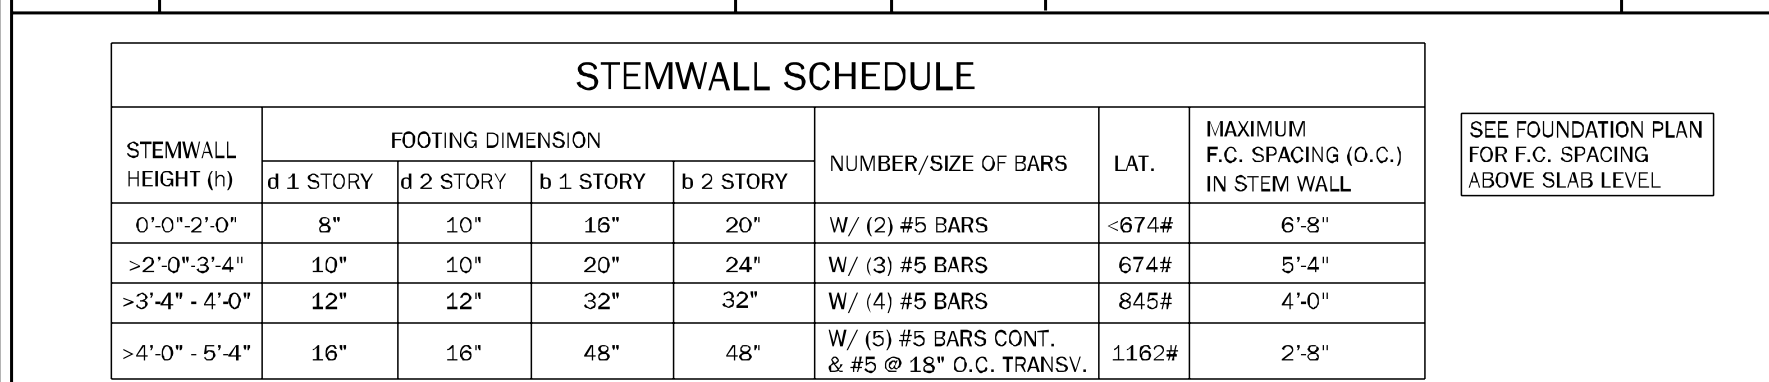 STEMWALL SCHEDULE
STEMWALL
HEIGHT (h)
FOOTING DIMENSION
d 1 STORY
d 2 STORY
b 1 STORY
b 2 STORY
NUMBER/SIZE OF BARS
LAT.
MAXIMUM
F.C. SPACING (O.C.)
IN STEM WALL
0'-0"-2'-0" 8" 10" 16" 20" W/ (2) #5 BARS <674# 6'-8"
>2'-0"-3'-4" 10" 10" 20" 24" W/ (3) #5 BARS 674# 5'-4"
>3'-4" - 4'-0" 12" 12" 32" 32" W/ (4) #5 BARS 845# 4'-0"
>4'-0" - 5'-4" 16" 16" 48" 48" W/ (5) #5 BARS CONT.
& #5 @ 18" O.C. TRANSV. 1162# 2'-8"
SEE FOUNDATION PLAN
FOR F.C. SPACING
ABOVE SLAB LEVEL